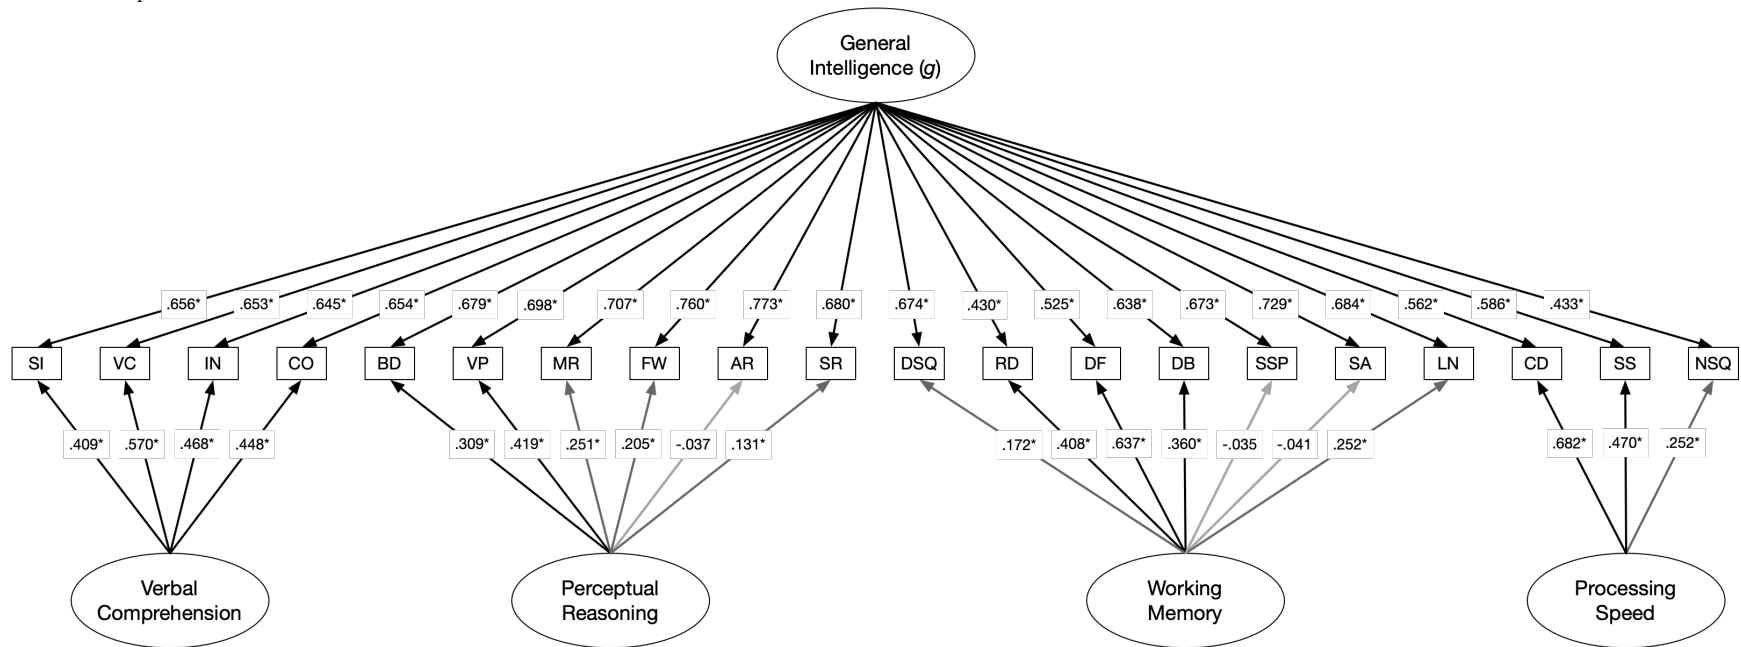 General
Intelligence (g)
.656* .653* .645* .654* .679* .698* .707* .760* .773* .680* .674* .430* .525* .638* .673* .729* .684* .562* .586* .433*
SI VC IN CO BD VP MR FW AR SR DSQ RD DF DB SSP SA LN CD SS NSQ
.409* .570* .468* .448* .309* .419* .251* .205* -.037 .131* .172* .408* .637* .360* -.035 -.041 .252* .682* .470* .252*
Verbal
Comprehension
Perceptual
Reasoning
Working
Memory
Processing
Speed